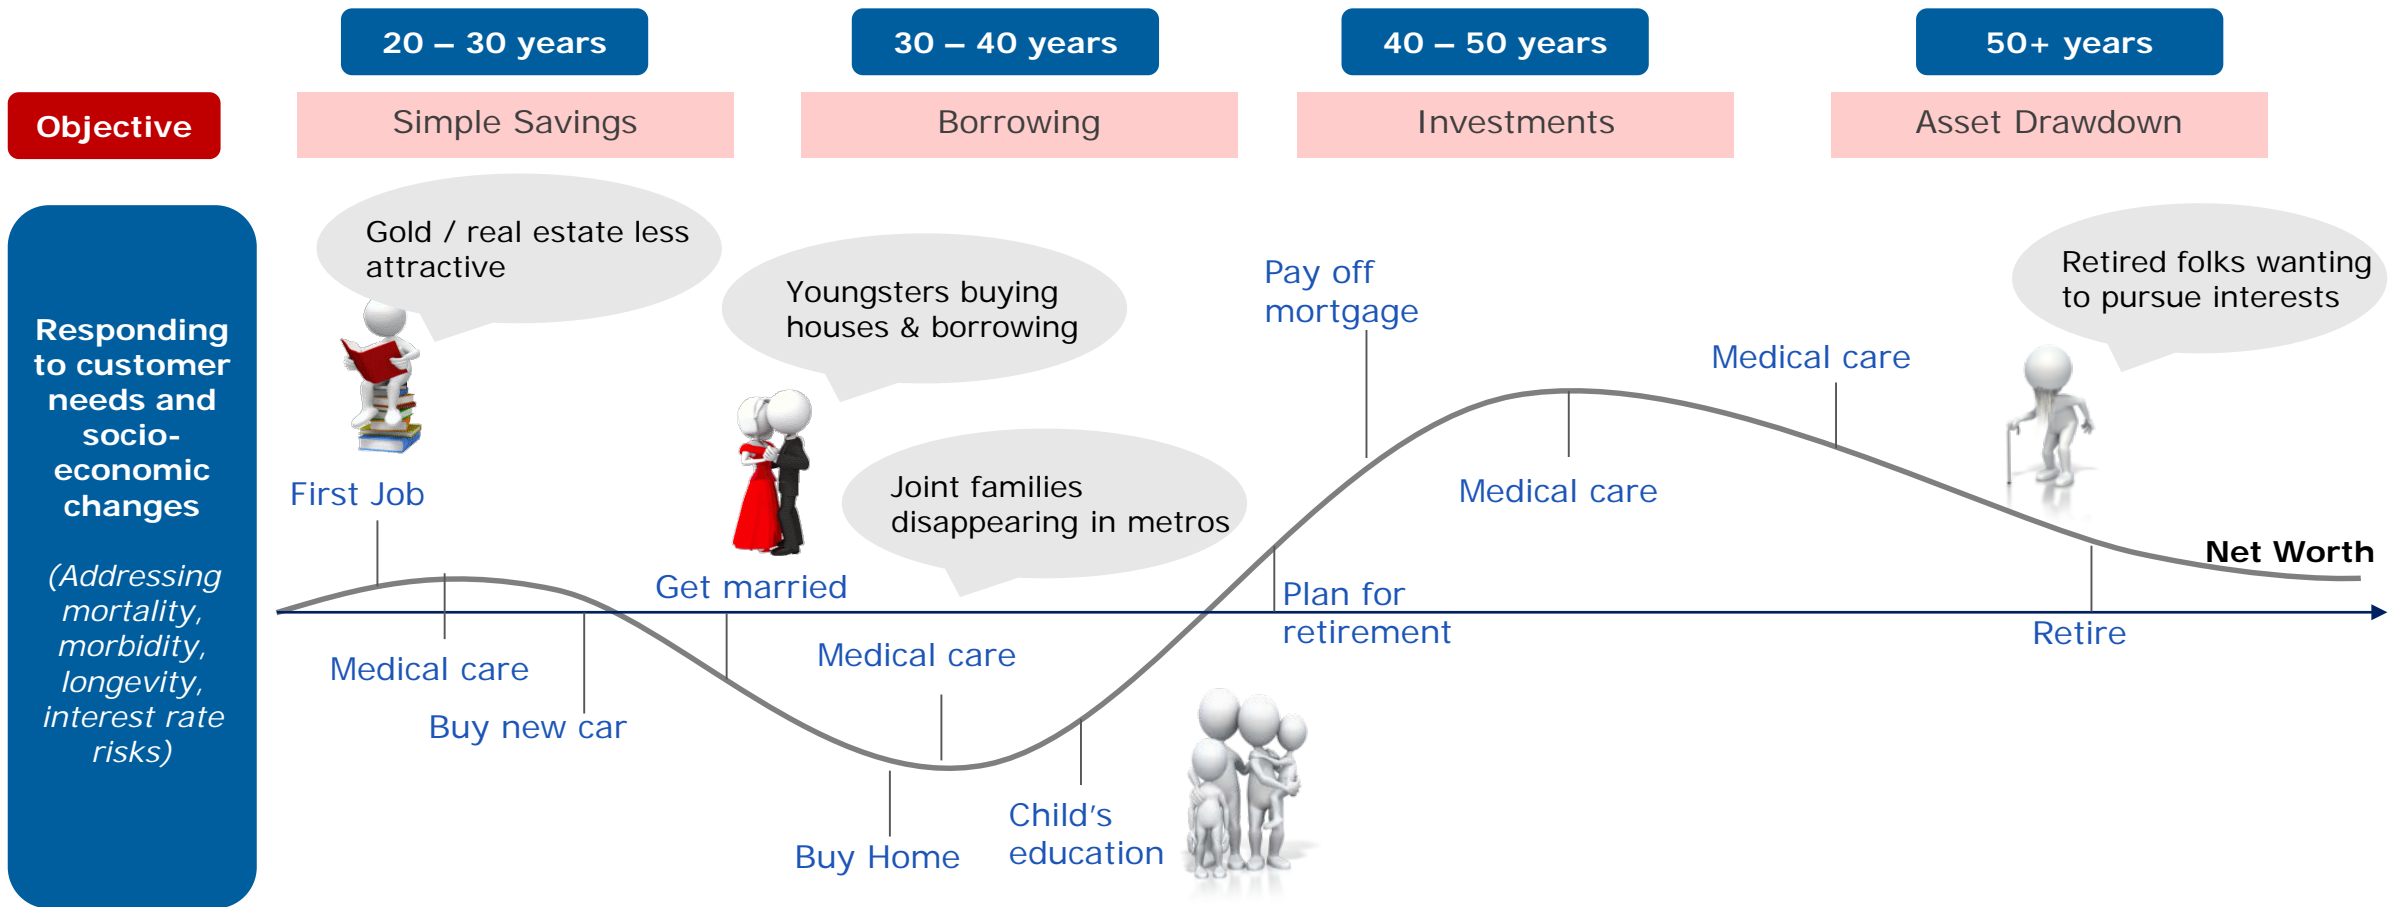 20 – 30 years
30 – 40 years
40 – 50 years
50+ years
Objective
Simple Savings
Borrowing
Investments
Asset Drawdown
Responding
to customer
needs and
socio-
economic
changes
(Addressing
mortality,
morbidity,
longevity,
interest rate
risks)
Gold / real estate less
attractive
Youngsters buying
houses & borrowing
Joint families
disappearing in metros
Retired folks wanting
to pursue interests
First Job
Medical care
Buy new car
Get married
Medical care
Buy Home
Child's
education
Pay off
mortgage
Plan for
retirement
Medical care
Medical care
Net Worth
Retire